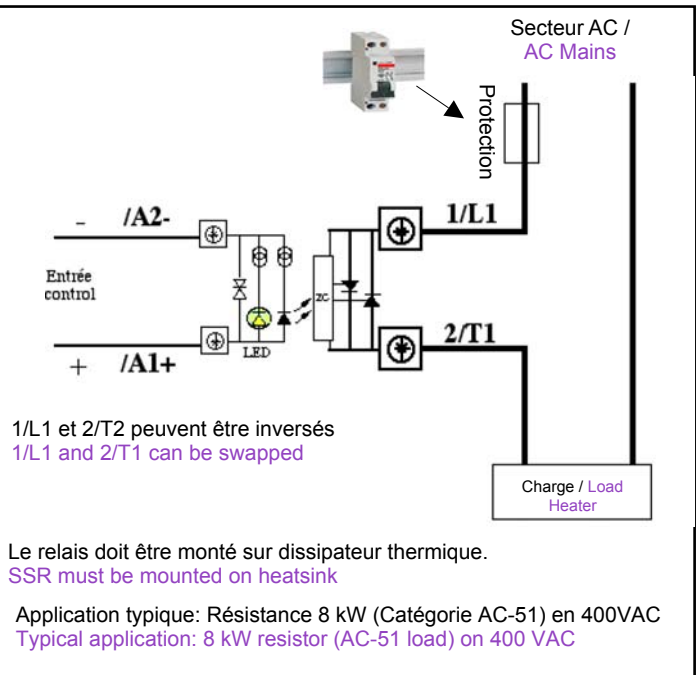 Secteur AC /
AC Mains
Protection
- /A2-
1/L1
Entrée
control
ZC
LED
+ /A1+
2/T1
1/L1 et 2/T2 peuvent être inversés
1/L1 and 2/T1 can be swapped
Charge / Load
Heater
Le relais doit être monté sur dissipateur thermique.
SSR must be mounted on heatsink
Application typique: Résistance 8 kW (Catégorie AC-51) en 400VAC
Typical application: 8 kW resistor (AC-51 load) on 400 VAC